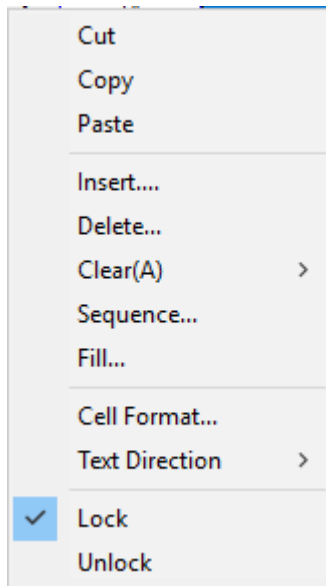 Cut
Copy
Paste
Insert....
Delete...
Clear(A)
Sequence...
Fill...
Cell Format...
Text Direction
Lock
Unlock